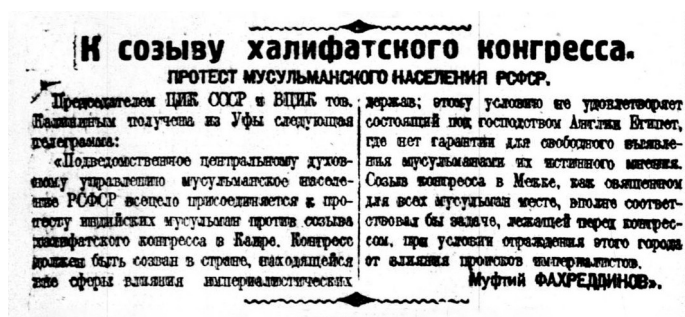 К созыву халифатского конгресса.
ПРОТЕСТ МУСУЛЬМАНСКОГО НАСЕЛЕНИЯ РСФСР.
Председателем ЦИК СССР и ВЦИК тов.
Калининым получена из Уфы следующая
телеграмма:
«Подведомственное центральному духов-
ному управлению мусульманское населе-
ние РСФСР всецело присоединяется к про-
тесту индийских мусульман против созыва
халифатского конгресса в Каире. Конгресс
должен быть созван в стране, находящейся
вне сферы влияния империалистических
держав; этому условию не удовлетворяет
состоящий под господством Англии Египет,
где нет гарантии для свободного выявле-
ния мусульманами их истинного мнения.
Созыв конгресса в Мекке, как священном
для всех мусульман месте, вполне соответ-
ствовал бы задаче, лежащей перед конгрес-
сом, при условии ограждения этого города
от влияния происков империалистов.
Муфтий ФАХРЕДДИНОВ».